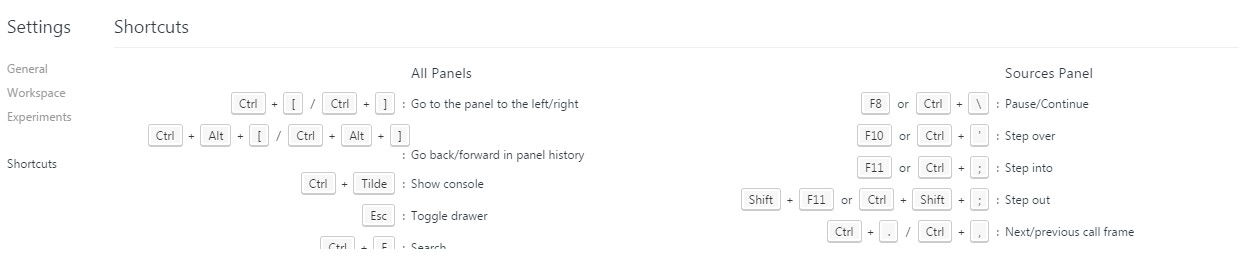 Settings
General
Workspace
Experiments
Shortcuts
Shortcuts
All Panels
Ctrl + [ / Ctrl + ] : Go to the panel to the left/right
Ctrl + Alt + [ / Ctrl + Alt + ]
: Go back/forward in panel history
Ctrl + Tilde : Show console
Esc : Toggle drawer
Ctrl + F : Search
Sources Panel
F8 or Ctrl + \ : Pause/Continue
F10 or Ctrl + ' : Step over
F11 or Ctrl + ; : Step into
Shift + F11 or Ctrl + Shift + ; : Step out
Ctrl + . / Ctrl + , : Next/previous call frame